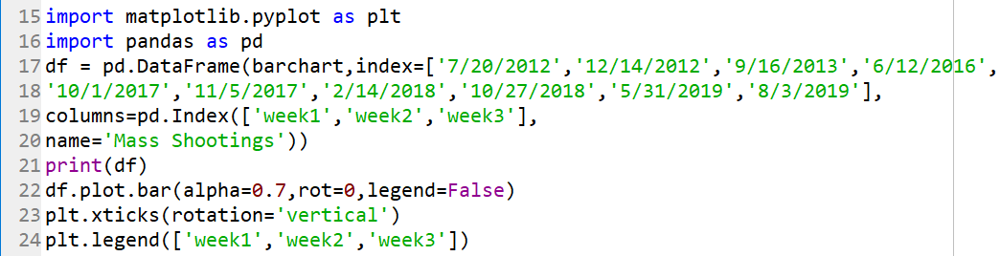 15 import matplotlib.pyplot as plt
16 import pandas as pd
17 df = pd.DataFrame(barchart,index=['7/20/2012','12/14/2012','9/16/2013','6/12/2016',
18 '10/1/2017','11/5/2017','2/14/2018','10/27/2018','5/31/2019','8/3/2019'],
19 columns=pd.Index(['week1','week2','week3'],
20 name='Mass Shootings'))
21 print(df)
22 df.plot.bar(alpha=0.7,rot=0,legend=False)
23 plt.xticks(rotation='vertical')
24 plt.legend(['week1','week2','week3'])